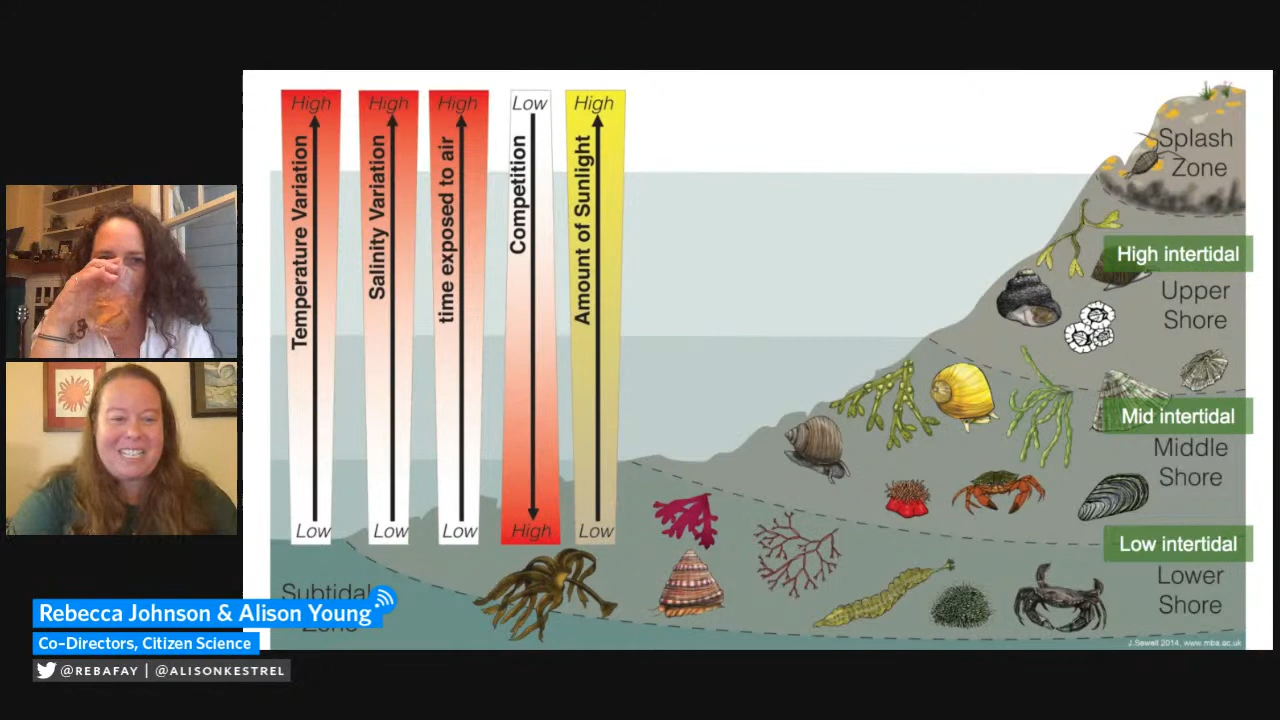 High
High
High
Low
High
Temperature Variation
Salinity Variation
time exposed to air
Competition
Amount of Sunlight
Low
Low
Low
High
Low
Splash
Zone
High intertidal
Upper
Shore
Mid intertidal
Middle
Shore
Low intertidal
Lower
Shore
Subtidal
Zone
J.Sewell 2014, www.mba.ac.uk
Rebecca Johnson & Alison Young
Co-Directors, Citizen Science
@REBAFAY | @ALISONKESTREL